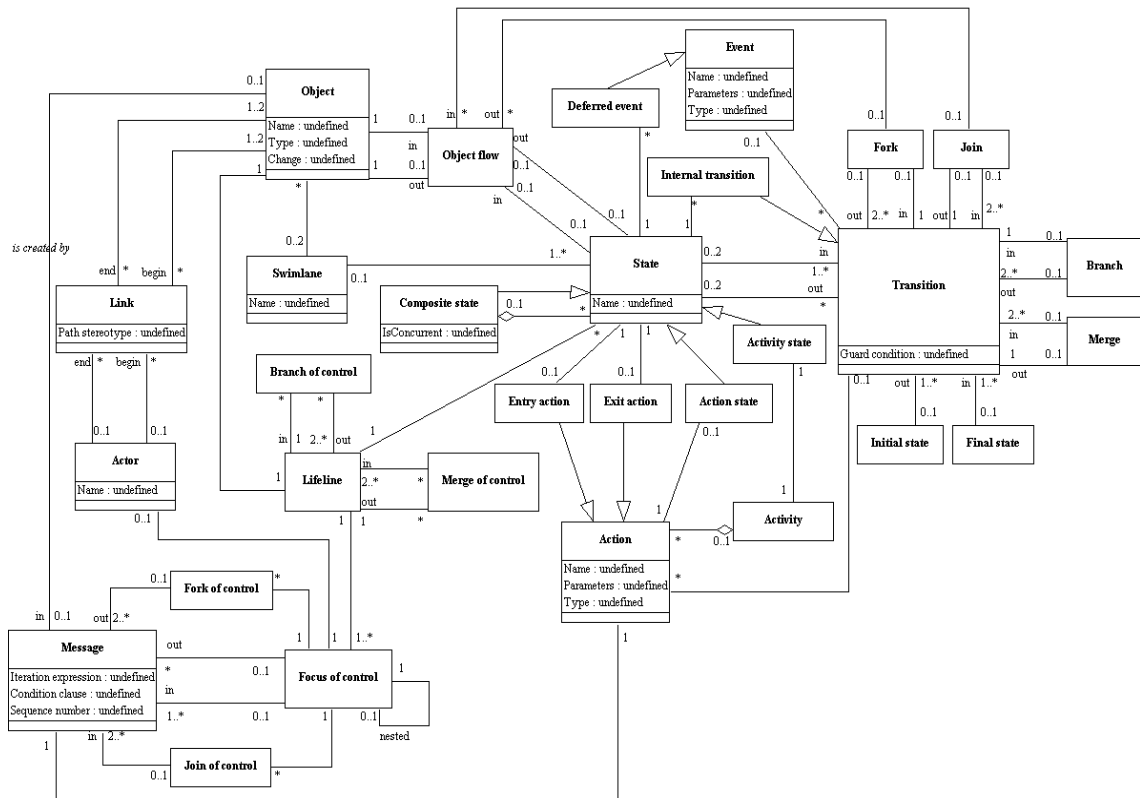 Event
Name : undefined
Parameters : undefined
Type : undefined
0..1
*
Deferred event
*
1
Object
Name : undefined
Type : undefined
Change : undefined
0..1
1..2
1..2
1
*
1
0..1
in
1
0..1
out
in
*
out
*
Object flow
out
0..1
0..1
in
0..1
0..1
1..*
Internal transition
*
1
0..1
Fork
0..1
Join
0..1
0..1
0..1
0..1
out
2..*
in
1
out
1
in
2..*
is created by
end
*
begin
*
0..2
Swimlane
Name : undefined
0..1
State
Name : undefined
0..2
in
1..*
0..2
out
*
Transition
Guard condition : undefined
1
0..1
in
2..*
0..1
out
Branch
2..*
0..1
in
1
0..1
out
Merge
Link
Path stereotype : undefined
end
*
begin
*
Composite state
IsConcurrent : undefined
0..1
*
Activity state
1
*
1
1
0..1
0..1
Entry action
Exit action
Action state
0..1
0..1
out
1..*
in
1..*
0..1
0..1
Initial state
Final state
Branch of control
*
*
in
1
2..*
out
1
0..1
0..1
Actor
Name : undefined
0..1
1
Lifeline
in
2..*
*
out
*
1
1
Merge of control
1
Activity
1
*
0..1
Action
Name : undefined
Parameters : undefined
Type : undefined
*
1
0..1
Fork of control
*
in
0..1
out
2..*
1
1
1..*
Message
Iteration expression : undefined
Condition clause : undefined
Sequence number : undefined
out
*
0..1
in
1..*
0..1
Focus of control
1
0..1
nested
1
1
in
2..*
0..1
Join of control
*